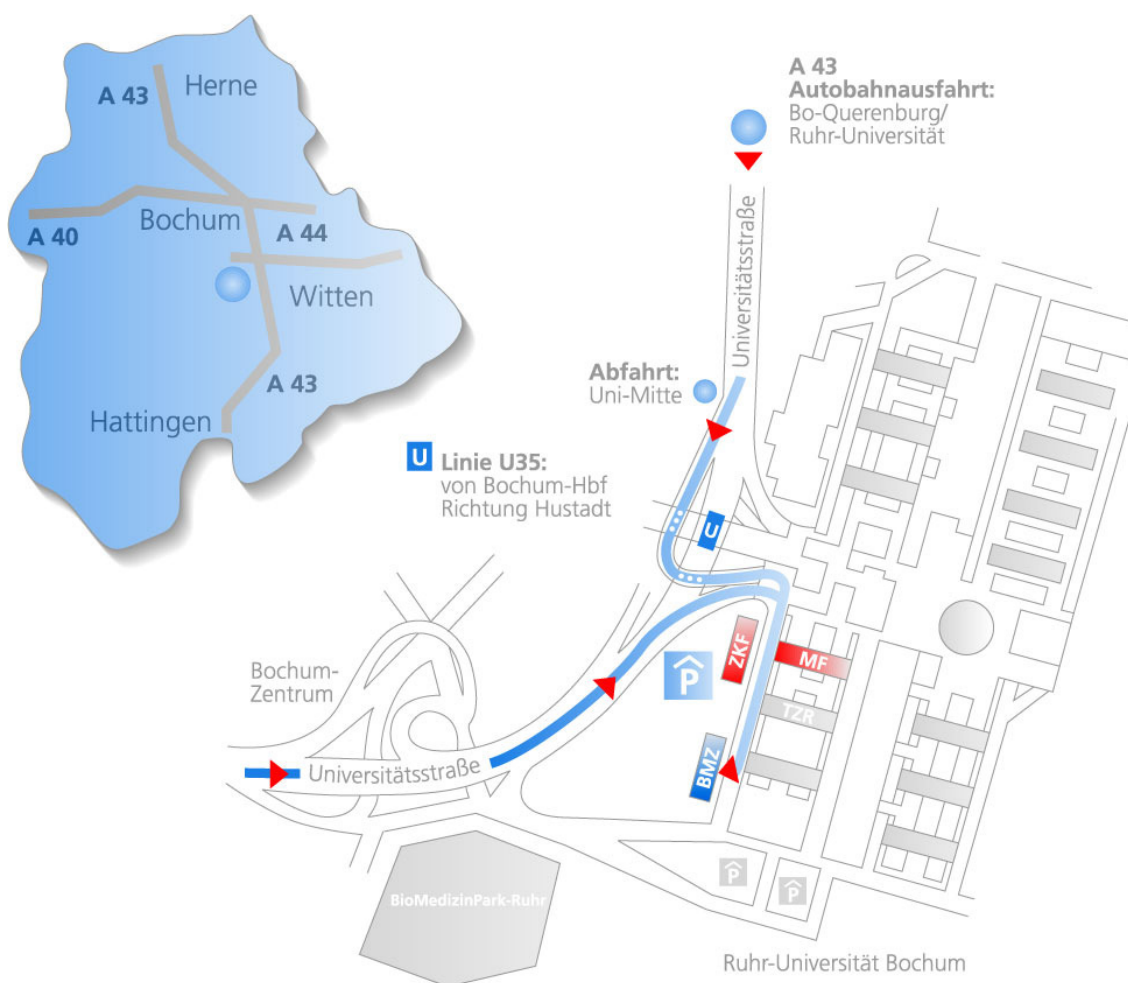 A 43
Herne
Bochum
A 40
A 44
Witten
A 43
Hattingen
A 43
Autobahnausfahrt:
Bo-Querenburg/
Ruhr-Universität
Universitätsstraße
Abfahrt:
Uni-Mitte
U
Linie U35:
von Bochum-Hbf
Richtung Hustadt
U
Bochum-
Zentrum
Universitätsstraße
ZKF
MF
P
TZR
BMZ
BioMedizinPark-Ruhr
P
P
Ruhr-Universität Bochum